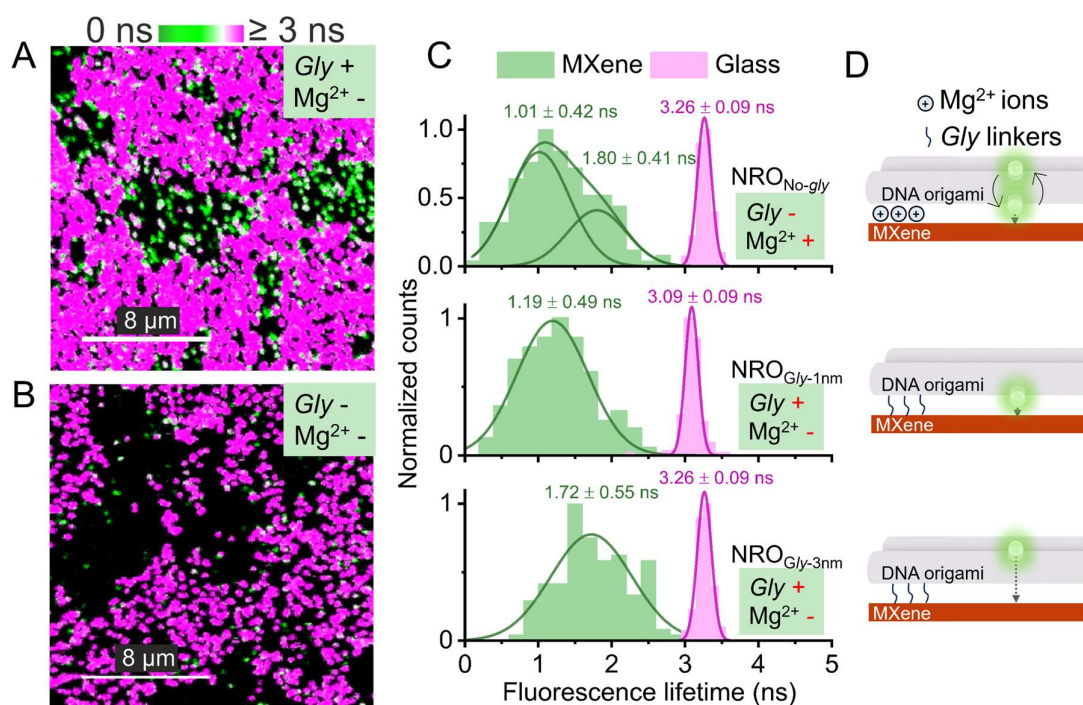 0 ns ≥ 3 ns
A
Gly +
Mg²⁺ -
8 µm
B
Gly -
Mg²⁺ -
8 µm
C
MXene Glass
1.01 ± 0.42 ns
3.26 ± 0.09 ns
1.80 ± 0.41 ns
1.0
0.5
0.0
NRO_No-gly
Gly -
Mg²⁺ +
1.19 ± 0.49 ns
3.09 ± 0.09 ns
1
0
NRO_Gly-1nm
Gly +
Mg²⁺ -
1.72 ± 0.55 ns
3.26 ± 0.09 ns
1
0
NRO_Gly-3nm
Gly +
Mg²⁺ -
0 1 2 3 4 5
Fluorescence lifetime (ns)
Normalized counts
D
+ Mg²⁺ ions
Gly linkers
DNA origami
+ + +
MXene
DNA origami
MXene
DNA origami
MXene